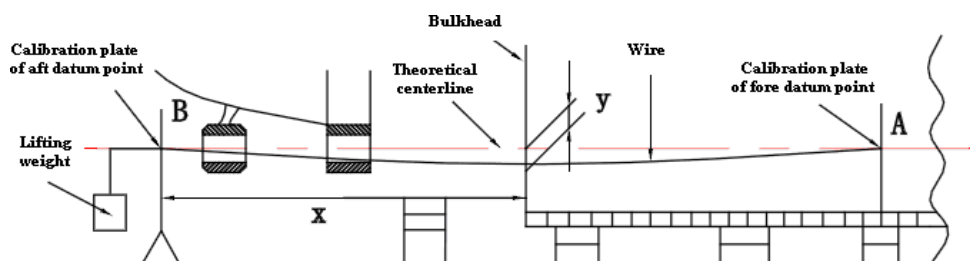 Bulkhead
Calibration plate
of aft datum point
Theoretical
centerline
Wire
Calibration plate
of fore datum point
B
y
A
Lifting
weight
x